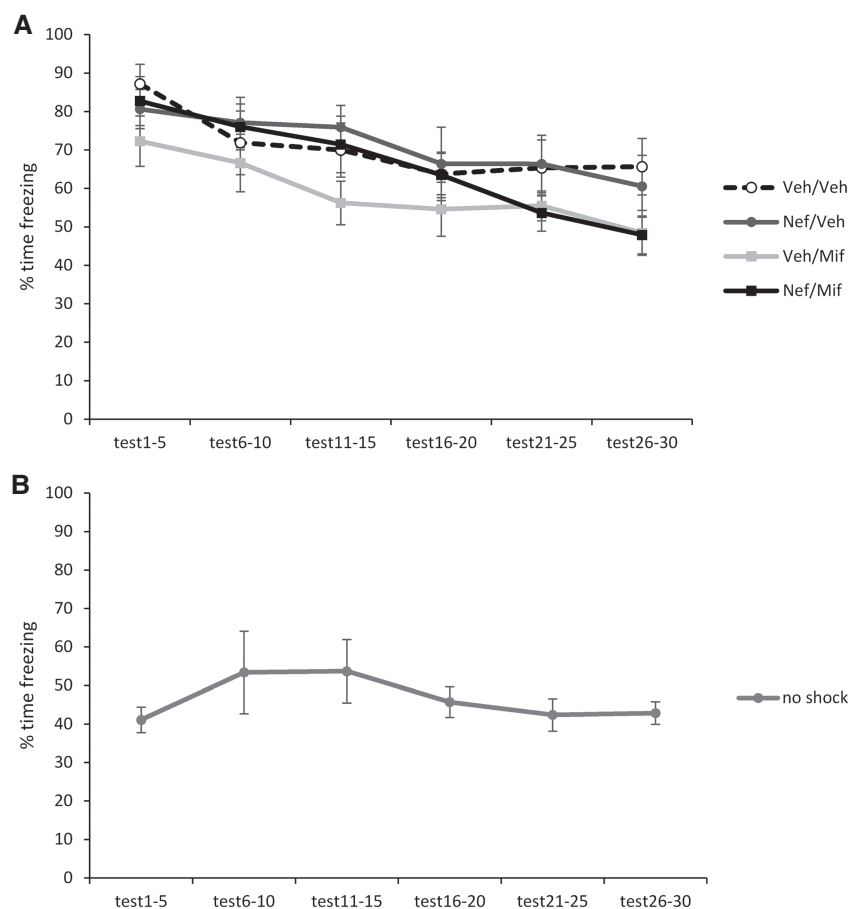 A
100
90
80
70
60
50
40
30
20
10
0
% time freezing
test1-5 test6-10 test11-15 test16-20 test21-25 test26-30
Veh/Veh
Nef/Veh
Veh/Mif
Nef/Mif
B
100
90
80
70
60
50
40
30
20
10
0
% time freezing
test1-5 test6-10 test11-15 test16-20 test21-25 test26-30
no shock